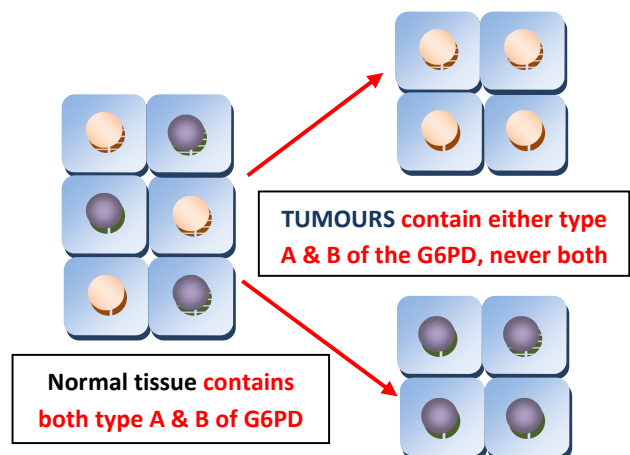 TUMOURS contain either type
A & B of the G6PD, never both
Normal tissue contains
both type A & B of G6PD